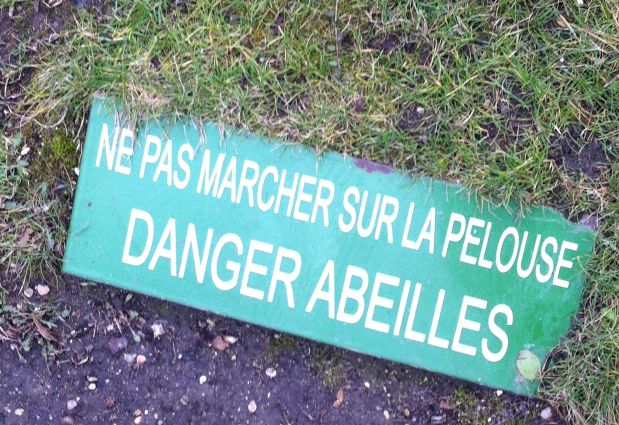 NE PAS MARCHER SUR LA PELOUSE
DANGER ABEILLES